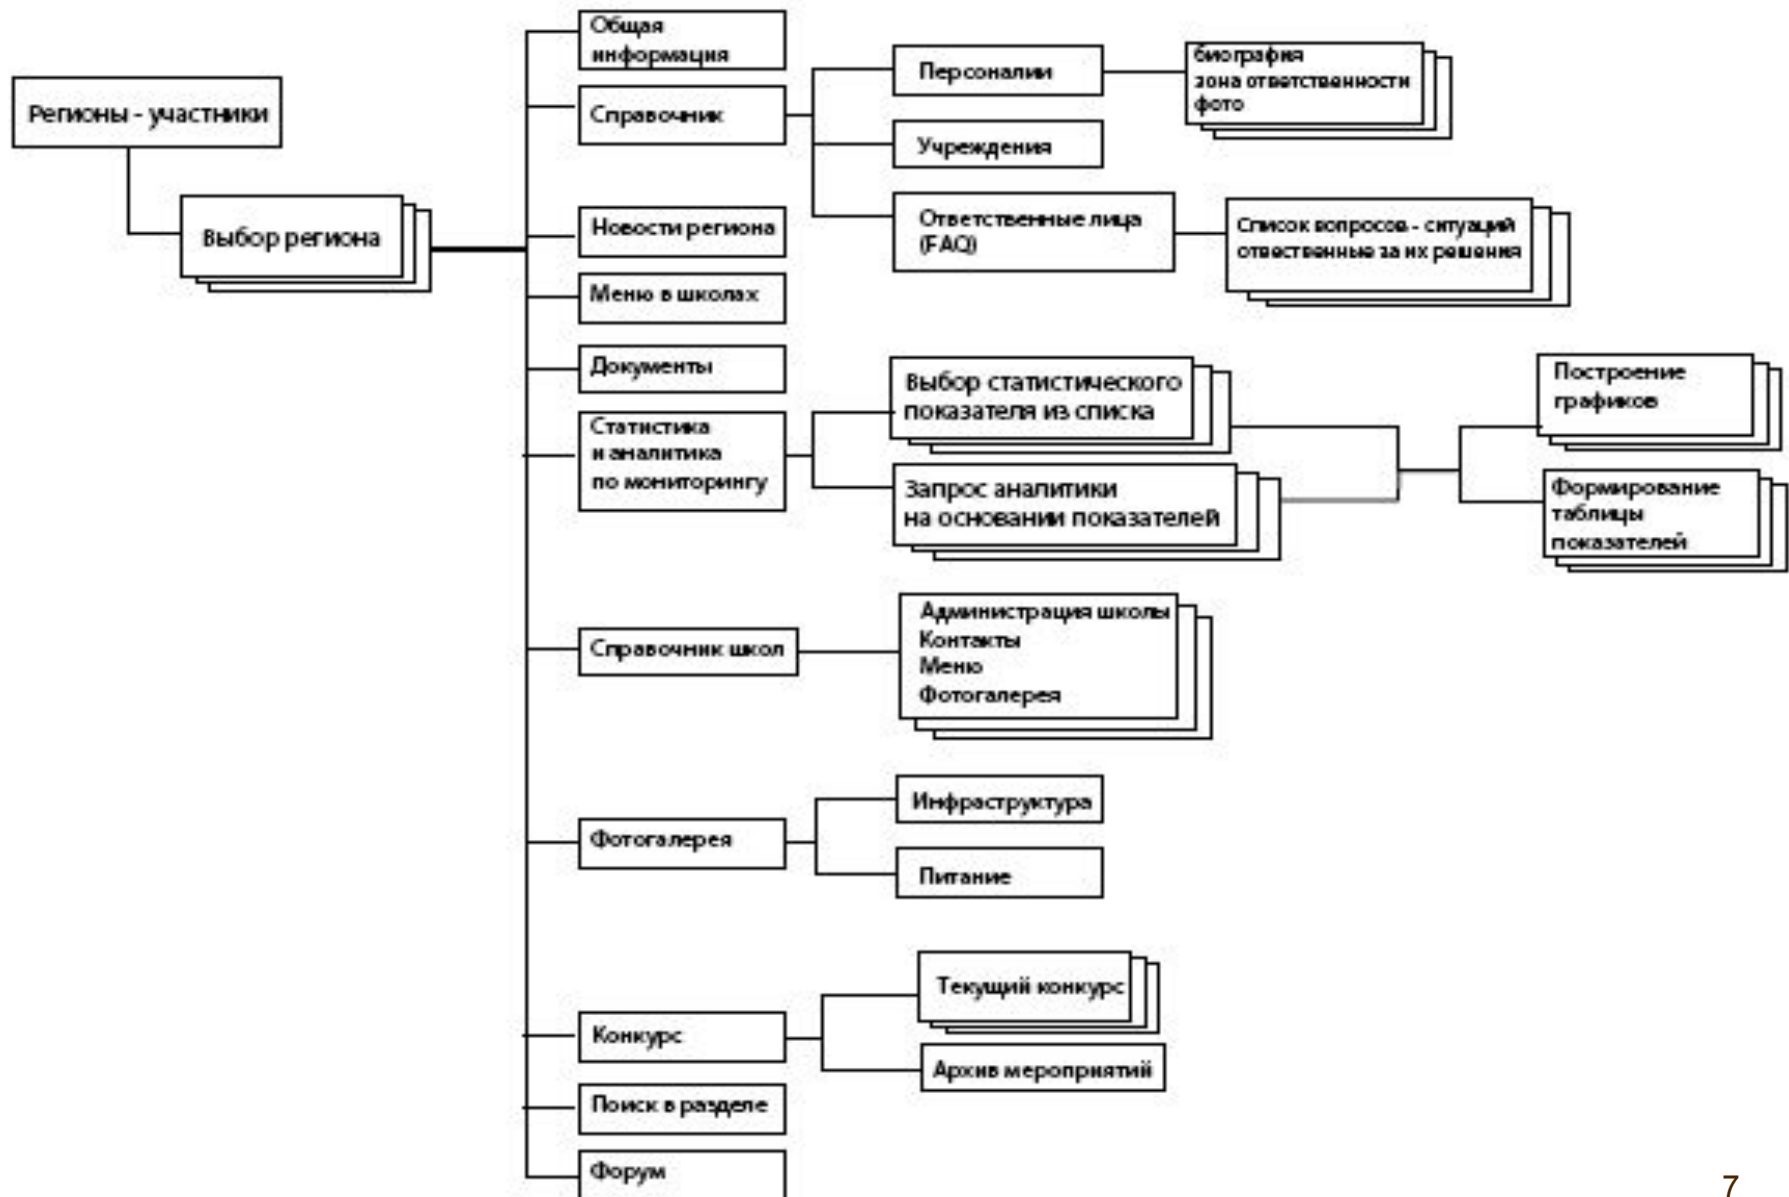 Регионы - участники
Выбор региона
Общая
информация
Справочник
Персоналии
биография
зона ответственности
фото
Учреждения
Ответственные лица
(FAQ)
Список вопросов - ситуаций
отвественные за их решения
Новости региона
Меню в школах
Документы
Статистика
и аналитика
по мониторингу
Выбор статистического
показателя из списка
Запрос аналитики
на основании показателей
Построение
графиков
Формирование
таблицы
показателей
Справочник школ
Администрация школы
Контакты
Меню
Фотогалерея
Фотогалерея
Инфраструктура
Питание
Конкурс
Текущий конкурс
Архив мероприятий
Поиск в разделе
Форум
7